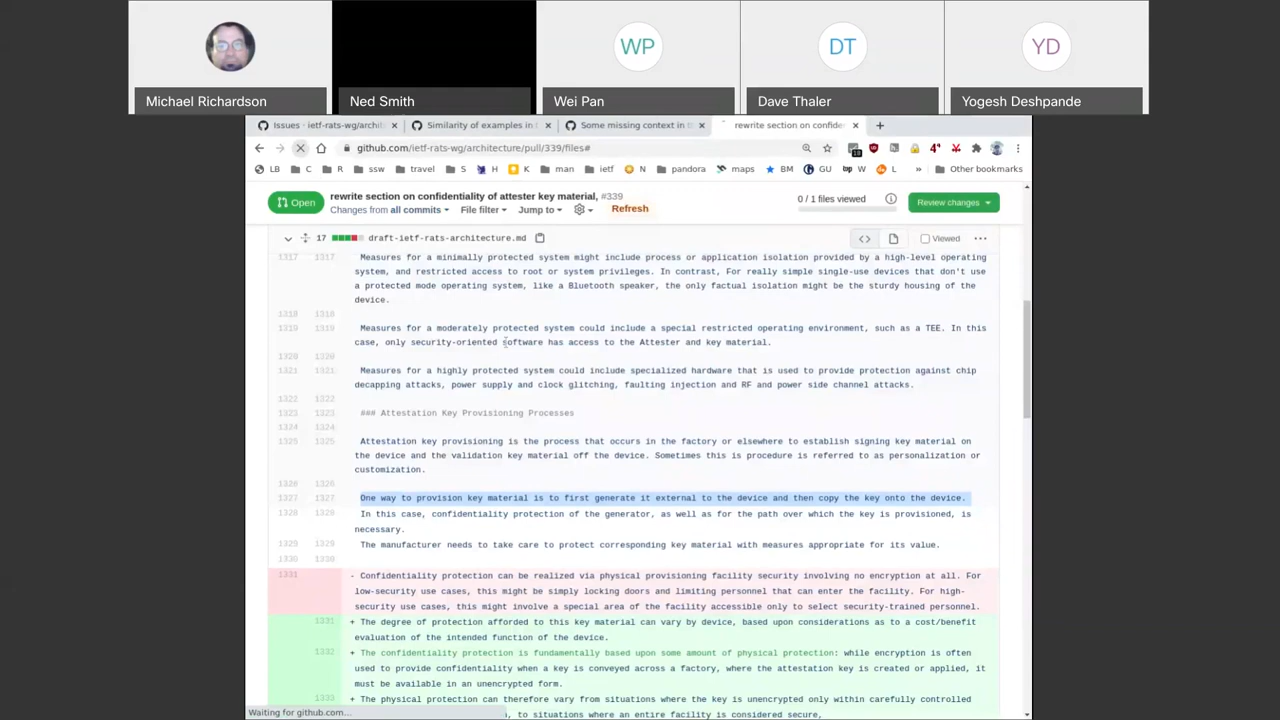 WP
DT
YD
Michael Richardson
Ned Smith
Wei Pan
Dave Thaler
Yogesh Deshpande
Issues · ietf-rats-wg/archit
Similarity of examples in t
Some missing context in t
rewrite section on confide
github.com/ietf-rats-wg/architecture/pull/339/files#
19
4°
LB C R ssw travel S H K man ietf N pandora maps BM GU W L » Other bookmarks
Open
rewrite section on confidentiality of attester key material, #339
Changes from all commits File filter Jump to Refresh
0 / 1 files viewed
Review changes
17 draft-ietf-rats-architecture.md
Viewed
1317 1317 Measures for a minimally protected system might include process or application isolation provided by a high-level operating
system, and restricted access to root or system privileges. In contrast, For really simple single-use devices that don't use
a protected mode operating system, like a Bluetooth speaker, the only factual isolation might be the sturdy housing of the
device.
1318 1318
1319 1319 Measures for a moderately protected system could include a special restricted operating environment, such as a TEE. In this
case, only security-oriented software has access to the Attester and key material.
1320 1320
1321 1321 Measures for a highly protected system could include specialized hardware that is used to provide protection against chip
decapping attacks, power supply and clock glitching, faulting injection and RF and power side channel attacks.
1322 1322
1323 1323 ### Attestation Key Provisioning Processes
1324 1324
1325 1325 Attestation key provisioning is the process that occurs in the factory or elsewhere to establish signing key material on
the device and the validation key material off the device. Sometimes this is procedure is referred to as personalization or
customization.
1326 1326
1327 1327 One way to provision key material is to first generate it external to the device and then copy the key onto the device.
1328 1328 In this case, confidentiality protection of the generator, as well as for the path over which the key is provisioned, is
necessary.
1329 1329 The manufacturer needs to take care to protect corresponding key material with measures appropriate for its value.
1330 1330
1331 - Confidentiality protection can be realized via physical provisioning facility security involving no encryption at all. For
low-security use cases, this might be simply locking doors and limiting personnel that can enter the facility. For high-
security use cases, this might involve a special area of the facility accessible only to select security-trained personnel.
1331 + The degree of protection afforded to this key material can vary by device, based upon considerations as to a cost/benefit
evaluation of the intended function of the device.
1332 + The confidentiality protection is fundamentally based upon some amount of physical protection: while encryption is often
used to provide confidentiality when a key is conveyed across a factory, where the attestation key is created or applied, it
must be available in an unencrypted form.
1333 + The physical protection can therefore vary from situations where the key is unencrypted only within carefully controlled
, to situations where an entire facility is considered secure,
Waiting for github.com...